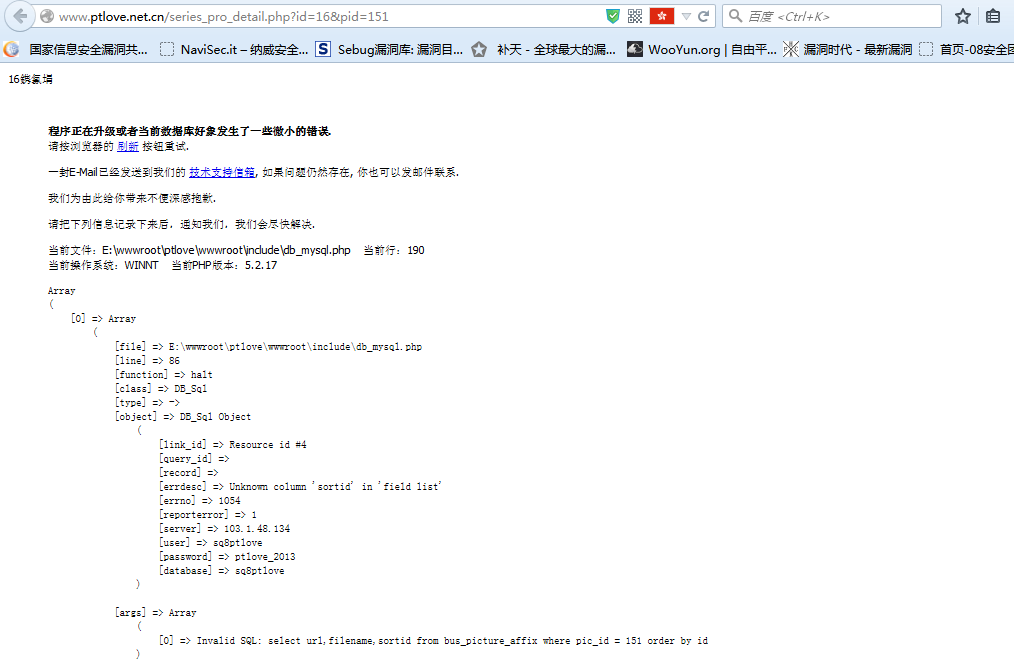 www.ptlove.net.cn/series_pro_detail.php?id=16&pid=151
百度 <Ctrl+K>
国家信息安全漏洞共...
NaviSec.it – 纳威安全...
S
Sebug漏洞库: 漏洞目...
补天 - 全球最大的漏...
WooYun.org | 自由平...
漏洞时代 - 最新漏洞
首页-08安全团
程序正在升级或者当前数据库好象发生了一些微小的错误.
请按浏览器的 刷新 按钮重试.
一封E-Mail已经发送到我们的 技术支持信箱, 如果问题仍然存在, 你也可以发邮件联系.
我们为由此给你带来不便深感抱歉.
请把下列信息记录下来后，通知我们，我们会尽快解决.
当前文件：E:\wwwroot\ptlove\wwwroot\include\db_mysql.php 当前行：190
当前操作系统：WINNT 当前PHP版本：5.2.17
Array
(
[0] => Array
(
[file] => E:\wwwroot\ptlove\wwwroot\include\db_mysql.php
[line] => 86
[function] => halt
[class] => DB_Sql
[type] => ->
[object] => DB_Sql Object
(
[link_id] => Resource id #4
[query_id] =>
[record] =>
[errdesc] => Unknown column 'sortid' in 'field list'
[errno] => 1054
[reporterror] => 1
[server] => 103.1.48.134
[user] => sq8ptlove
[password] => ptlove_2013
[database] => sq8ptlove
)
[args] => Array
(
[0] => Invalid SQL: select url,filename,sortid from bus_picture_affix where pic_id = 151 order by id
)